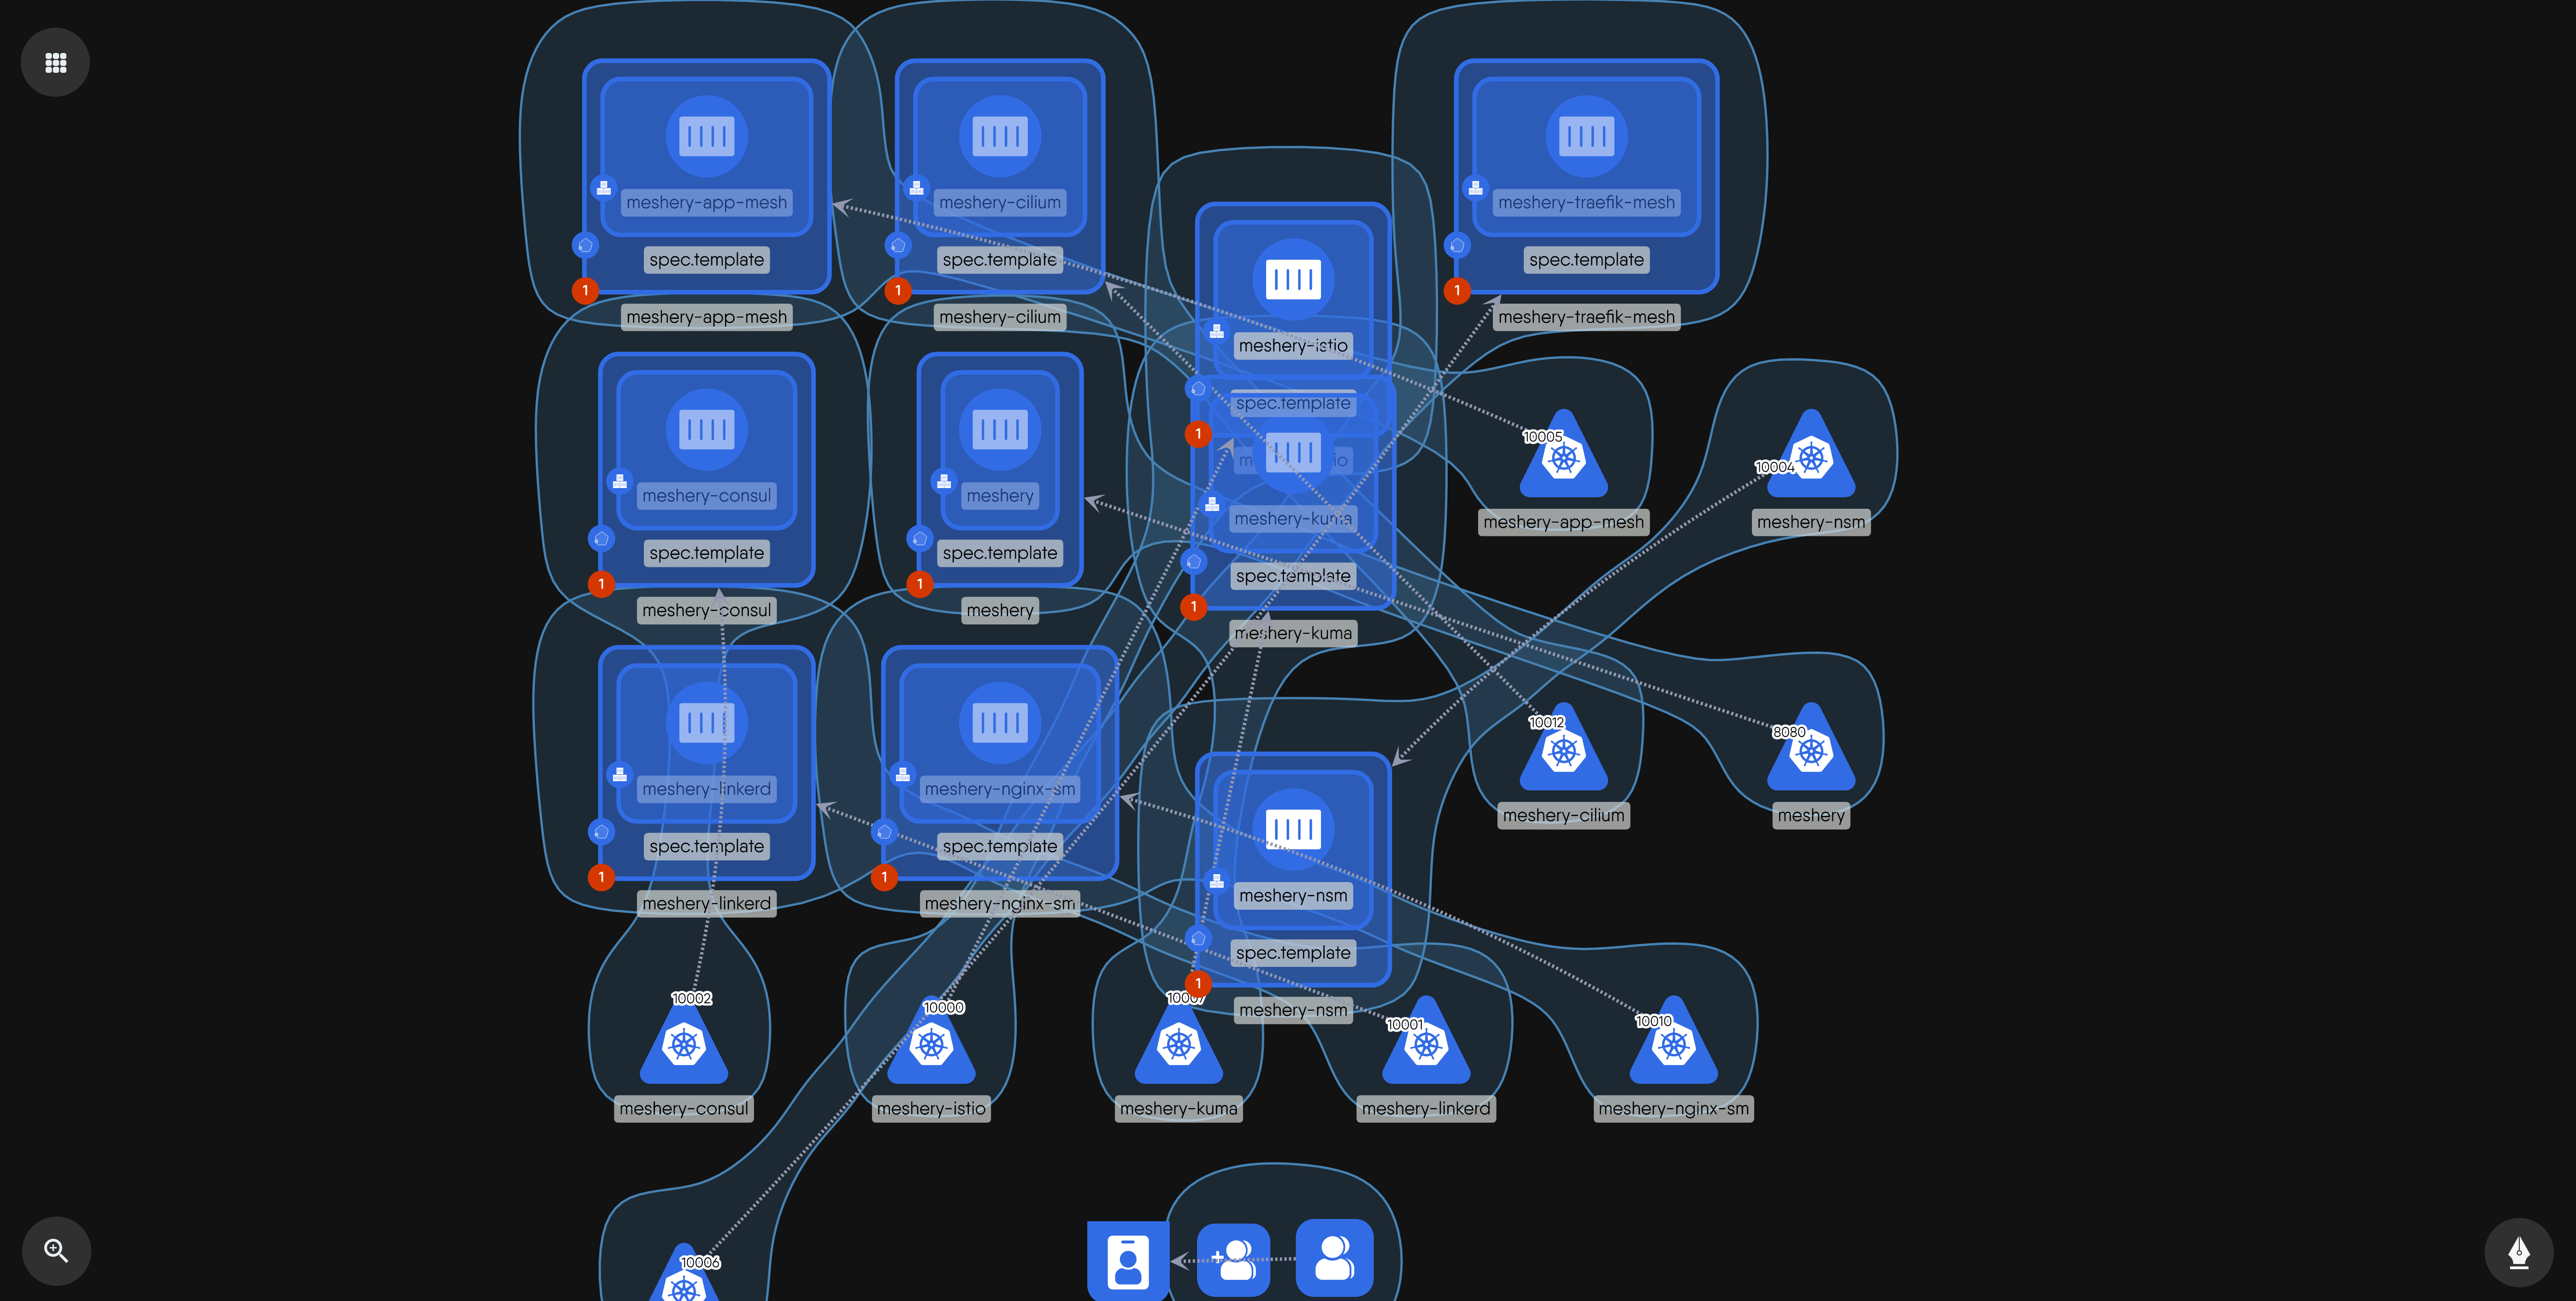 meshery-app-mesh
spec.template
1
meshery-app-mesh
meshery-cilium
spec.template
1
meshery-cilium
meshery-traefik-mesh
spec.template
1
meshery-traefik-mesh
meshery-istio
spec.template
1
meshery-kuma
spec.template
1
meshery-kuma
meshery-consul
spec.template
1
meshery-consul
meshery
spec.template
1
meshery
10005
meshery-app-mesh
10004
meshery-nsm
meshery-linkerd
spec.template
1
meshery-linkerd
meshery-nginx-sm
spec.template
1
meshery-nginx-sm
meshery-nsm
spec.template
1
meshery-nsm
10012
meshery-cilium
8080
meshery
10002
meshery-consul
10000
meshery-istio
meshery-kuma
10001
meshery-linkerd
10010
meshery-nginx-sm
10006